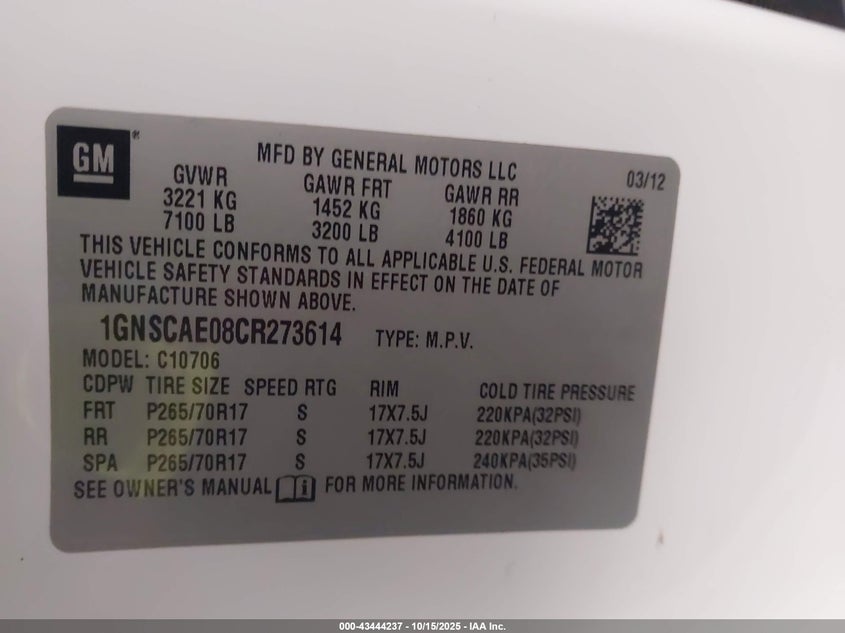 GM
MFD BY GENERAL MOTORS LLC
03/12
GVWR GAWR FRT GAWR RR
3221 KG 1452 KG 1860 KG
7100 LB 3200 LB 4100 LB
THIS VEHICLE CONFORMS TO ALL APPLICABLE U.S. FEDERAL MOTOR
VEHICLE SAFETY STANDARDS IN EFFECT ON THE DATE OF
MANUFACTURE SHOWN ABOVE.
1GNSCAE08CR273614 TYPE: M.P.V.
MODEL: C10706
CDPW TIRE SIZE SPEED RTG RIM COLD TIRE PRESSURE
FRT P265/70R17 S 17X7.5J 220KPA(32PSI)
RR P265/70R17 S 17X7.5J 220KPA(32PSI)
SPA P265/70R17 S 17X7.5J 240KPA(35PSI)
SEE OWNER'S MANUAL i FOR MORE INFORMATION.
000-43444237 - 10/15/2025 - IAA Inc.